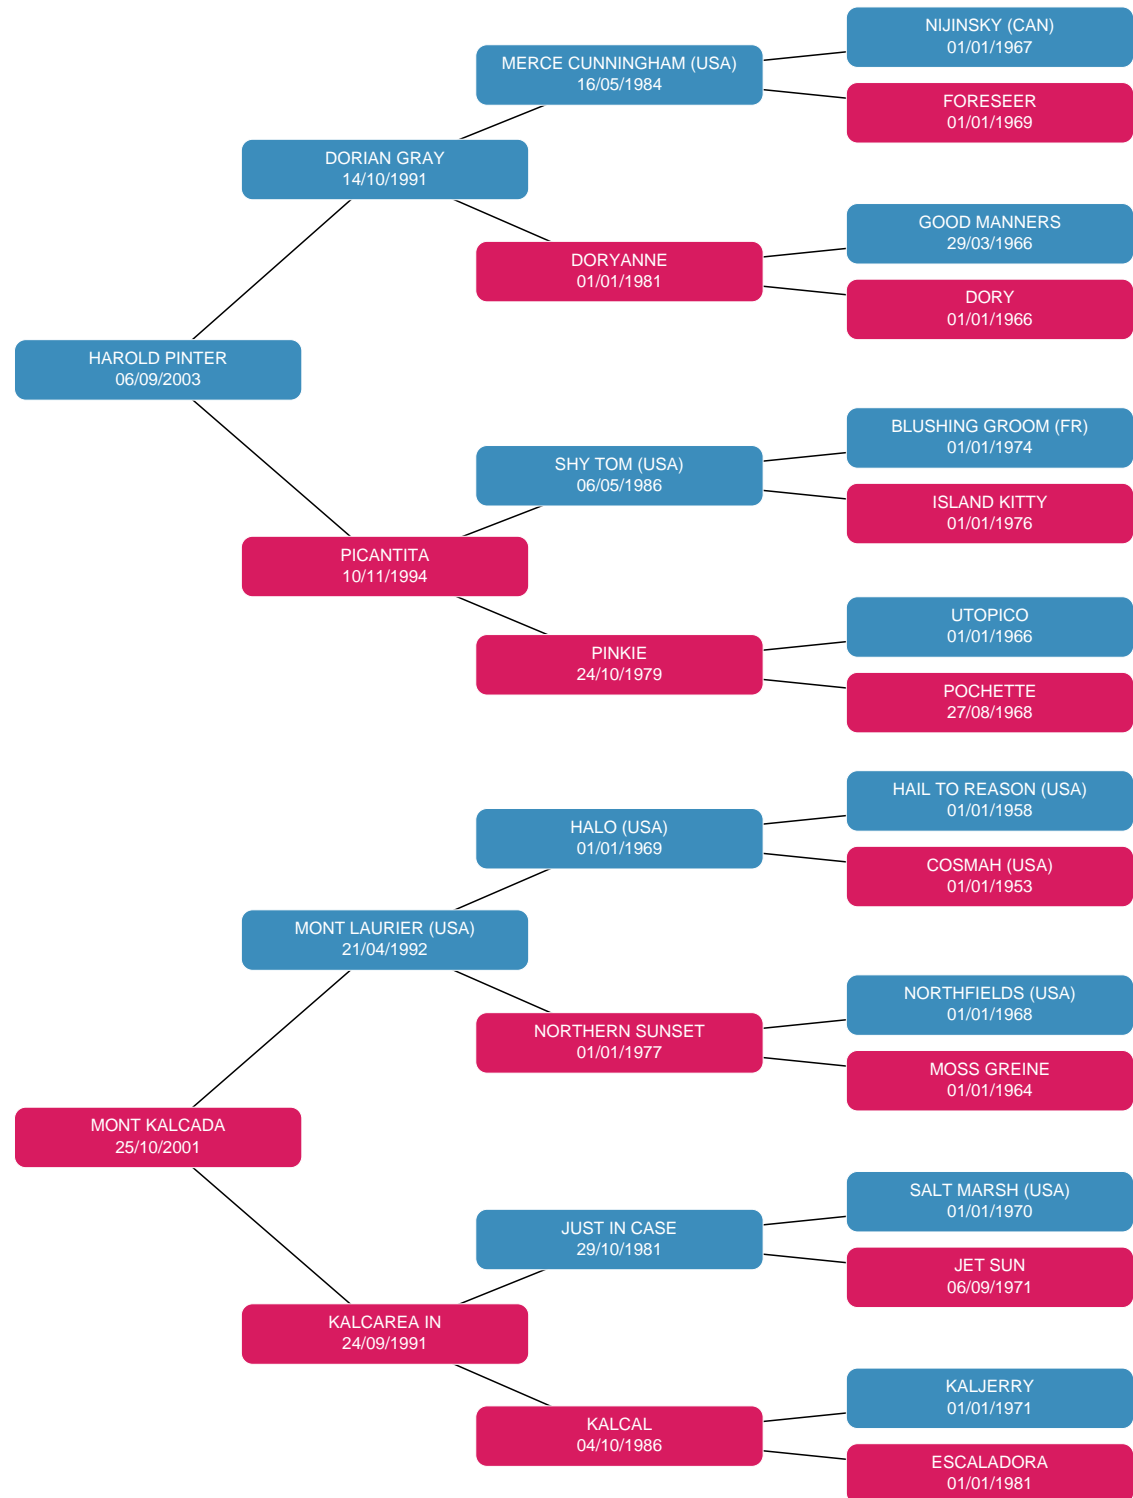 NIJINSKY (CAN)
01/01/1967
MERCE CUNNINGHAM (USA)
16/05/1984
FORESEER
01/01/1969
DORIAN GRAY
14/10/1991
GOOD MANNERS
29/03/1966
DORYANNE
01/01/1981
DORY
01/01/1966
HAROLD PINTER
06/09/2003
BLUSHING GROOM (FR)
01/01/1974
SHY TOM (USA)
06/05/1986
ISLAND KITTY
01/01/1976
PICANTITA
10/11/1994
UTOPICO
01/01/1966
PINKIE
24/10/1979
POCHETTE
27/08/1968
HAIL TO REASON (USA)
01/01/1958
HALO (USA)
01/01/1969
COSMAH (USA)
01/01/1953
MONT LAURIER (USA)
21/04/1992
NORTHFIELDS (USA)
01/01/1968
NORTHERN SUNSET
01/01/1977
MOSS GREINE
01/01/1964
MONT KALCADA
25/10/2001
SALT MARSH (USA)
01/01/1970
JUST IN CASE
29/10/1981
JET SUN
06/09/1971
KALCAREA IN
24/09/1991
KALJERRY
01/01/1971
KALCAL
04/10/1986
ESCALADORA
01/01/1981